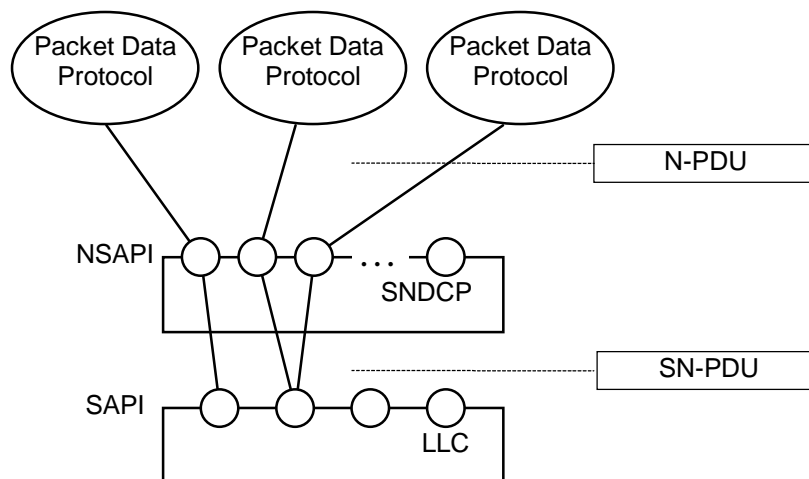 Packet Data
Protocol
Packet Data
Protocol
Packet Data
Protocol
N-PDU
NSAPI
. . .
SNDCP
SN-PDU
SAPI
LLC